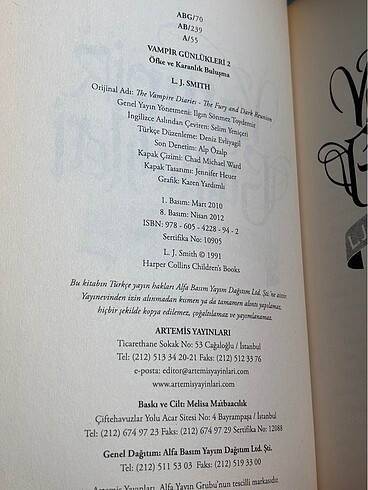 ABG/70
AB/239
A/55
VAMPİR GÜNLÜKLERİ 2
Öfke ve Karanlık Buluşma
L. J. SMITH
Orijinal Adı: The Vampire Diaries - The Fury and Dark Reunion
Genel Yayın Yönetmeni: Ilgın Sönmez Toydemir
İngilizce Aslından Çeviren: Selim Yeniçeri
Türkçe Düzenleme: Deniz Evliyagil
Son Denetim: Alp Özalp
Kapak Çizimi: Chad Michael Ward
Kapak Tasarımı: Jennifer Heuer
Grafik: Karen Yardımlı
1. Basım: Mart 2010
8. Basım: Nisan 2012
ISBN: 978 - 605 - 4228 - 94 - 2
Sertifika No: 10905
L. J. Smith © 1991
Harper Collins Children's Books
Bu kitabın Türkçe yayın hakları Alfa Basım Yayım Dağıtım Ltd. Şti.'ne aittir.
Yayınevinden izin alınmadan kısmen ya da tamamen alıntı yapılamaz,
hiçbir şekilde kopya edilemez, çoğaltılamaz ve yayımlanamaz.
ARTEMİS YAYINLARI
Ticarethane Sokak No: 53 Cağaloğlu / İstanbul
Tel: (212) 513 34 20-21 Faks: (212) 512 33 76
e-posta: editor@artemisyayinlari.com
www.artemisyayinlari.com
Baskı ve Cilt: Melisa Matbaacılık
Çiftehavuzlar Yolu Acar Sitesi No: 4 Bayrampaşa / İstanbul
Tel: (212) 674 97 23 Faks: (212) 674 97 29 Sertifika No: 12088
Genel Dağıtım: Alfa Basım Yayım Dağıtım Ltd. Şti.
Tel: (212) 511 53 03 Faks: (212) 519 33 00
Artemis Yayınları, Alfa Yayın Grubu'nun tescilli markasıdır.
L.J.